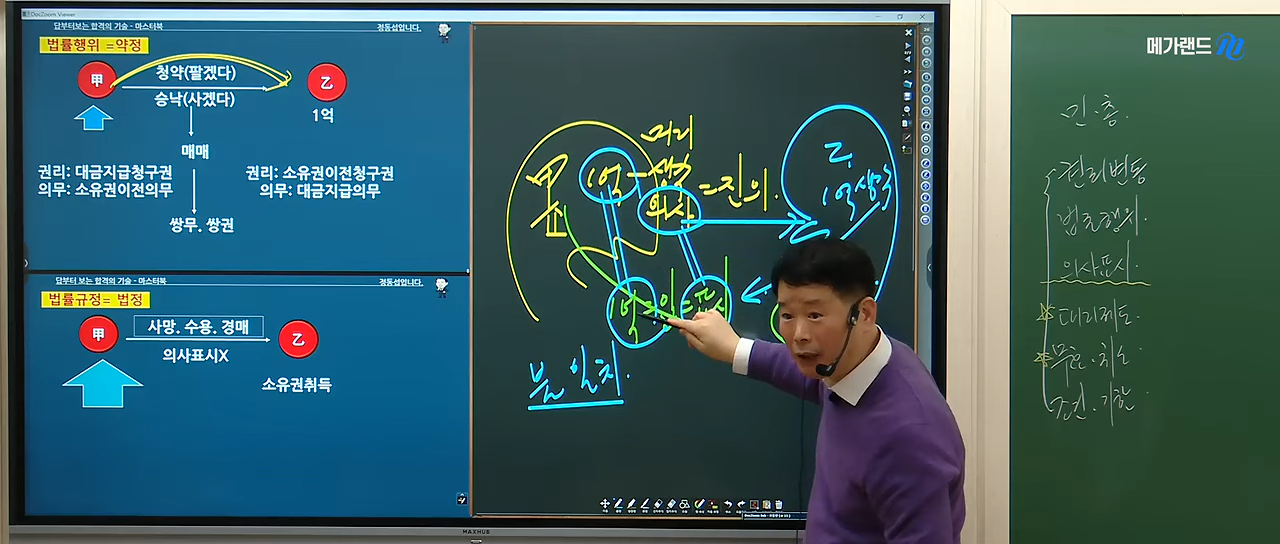 DocZoom Viewer
답부터보는 합격의 기술 - 마스터북
정동섭입니다.
법률행위 =약정
甲
청약(팔겠다)
승낙(사겠다)
乙
1억
매매
권리: 대금지급청구권
의무: 소유권이전의무
권리: 소유권이전청구권
의무: 대금지급의무
쌍무. 쌍권
답부터 보는 합격의 기술 - 마스터북
정동섭입니다.
법률규정= 법정
甲
사망. 수용. 경매
의사표시X
乙
소유권취득
MAXHUB
甲
1억
머리
생각
의사
=진의.
乙
1억
표시
불일치.
메가랜드
민.총.
권리변동
법률행위.
의사표시.
대리제도.
무효.취소
조건.기한